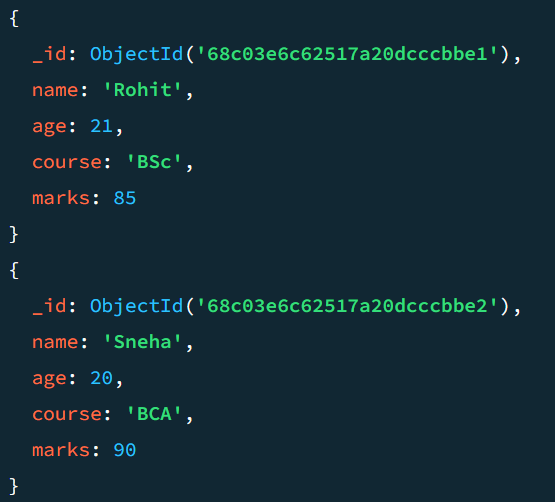 {
  _id: ObjectId('68c03e6c62517a20dcccbbe1'),
  name: 'Rohit',
  age: 21,
  course: 'BSc',
  marks: 85
}
{
  _id: ObjectId('68c03e6c62517a20dcccbbe2'),
  name: 'Sneha',
  age: 20,
  course: 'BCA',
  marks: 90
}